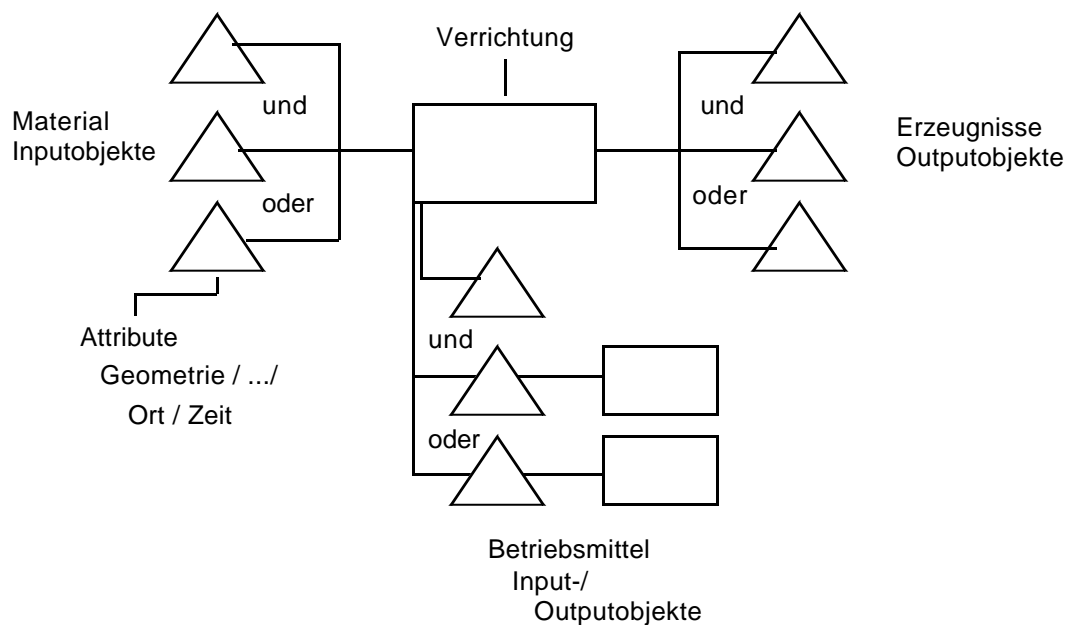 Verrichtung
und
und
Material
Inputobjekte
Erzeugnisse
Outputobjekte
oder
oder
Attribute
Geometrie / .../
Ort / Zeit
und
oder
Betriebsmittel
Input-/
Outputobjekte